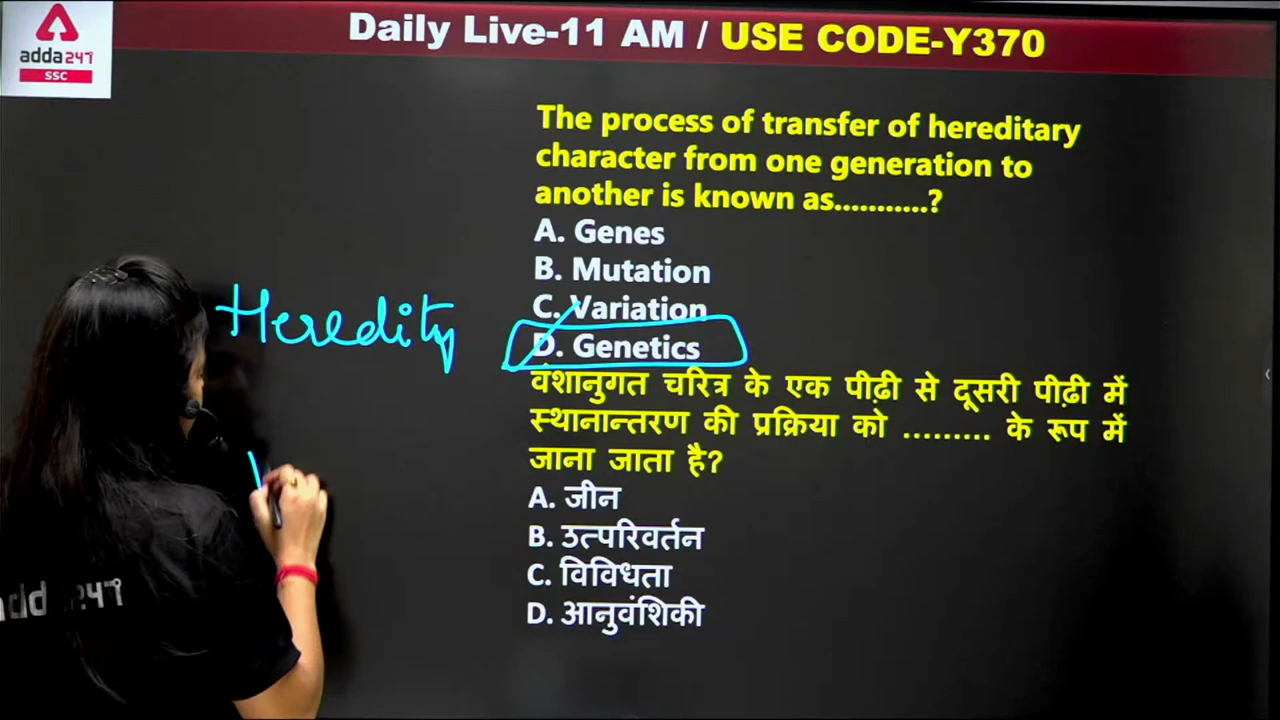 adda247
SSC
Daily Live-11 AM / USE CODE-Y370
The process of transfer of hereditary
character from one generation to
another is known as...........?
A. Genes
B. Mutation
C. Variation
D. Genetics
Heredity
वंशानुगत चरित्र के एक पीढ़ी से दूसरी पीढ़ी में
स्थानान्तरण की प्रक्रिया को ......... के रूप में
जाना जाता है?
A. जीन
B. उत्परिवर्तन
C. विविधता
D. आनुवंशिकी
add 247